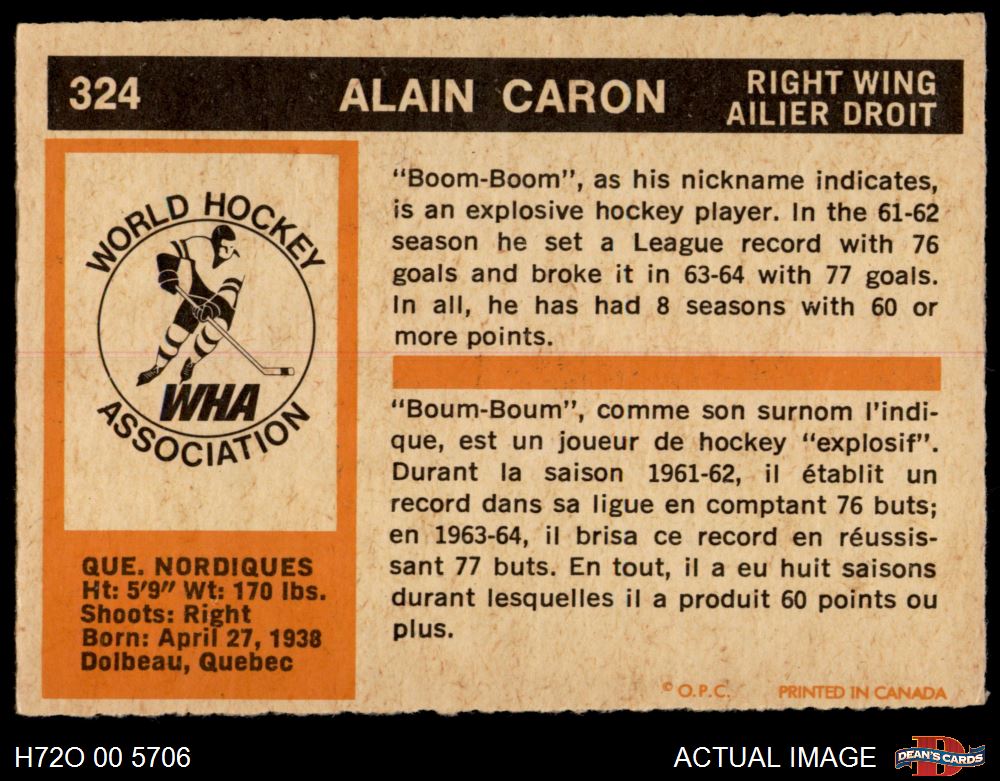 324
ALAIN CARON
RIGHT WING
AILIER DROIT
WORLD HOCKEY
WHA
ASSOCIATION
QUE. NORDIQUES
Ht: 5'9" Wt: 170 lbs.
Shoots: Right
Born: April 27, 1938
Dolbeau, Quebec
"Boom-Boom", as his nickname indicates,
is an explosive hockey player. In the 61-62
season he set a League record with 76
goals and broke it in 63-64 with 77 goals.
In all, he has had 8 seasons with 60 or
more points.
"Boum-Boum", comme son surnom l'indi-
que, est un joueur de hockey "explosif".
Durant la saison 1961-62, il établit un
record dans sa ligue en comptant 76 buts;
en 1963-64, il brisa ce record en réussis-
sant 77 buts. En tout, il a eu huit saisons
durant lesquelles il a produit 60 points ou
plus.
© O.P.C. PRINTED IN CANADA
H72O 00 5706
ACTUAL IMAGE
D
DEAN'S CARDS